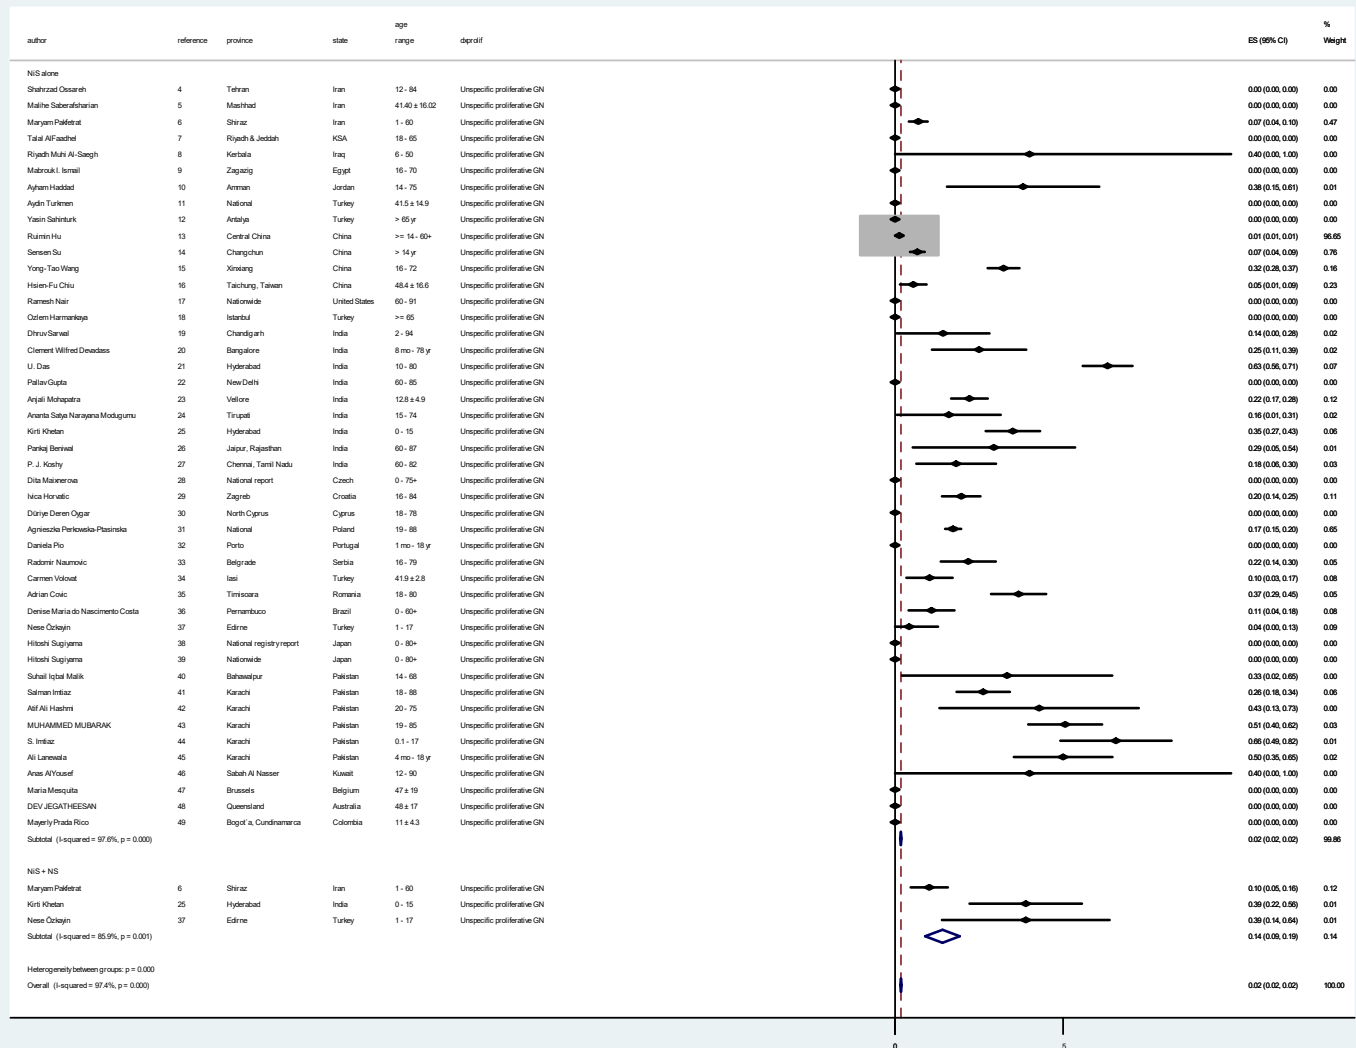 age %
author reference province state range dxprolif ES (95% CI) Weight
NiS alone
Shahrzad Ossareh 4 Tehran Iran 12 - 84 Unspecific proliferative GN 0.00 (0.00, 0.00) 0.00
Malihe Saberafsharian 5 Mashhad Iran 41.40 ± 16.02 Unspecific proliferative GN 0.00 (0.00, 0.00) 0.00
Maryam Pakfetrat 6 Shiraz Iran 1 - 60 Unspecific proliferative GN 0.07 (0.04, 0.10) 0.47
Talal AlFaadhel 7 Riyadh & Jeddah KSA 18 - 65 Unspecific proliferative GN 0.00 (0.00, 0.00) 0.00
Riyadh Muhi Al-Saegh 8 Kerbala Iraq 6 - 50 Unspecific proliferative GN 0.40 (0.00, 1.00) 0.00
Mabrouk I. Ismail 9 Zagazig Egypt 16 - 70 Unspecific proliferative GN 0.00 (0.00, 0.00) 0.00
Ayham Haddad 10 Amman Jordan 14 - 75 Unspecific proliferative GN 0.38 (0.15, 0.61) 0.01
Aydin Turkmen 11 National Turkey 41.5 ± 14.9 Unspecific proliferative GN 0.00 (0.00, 0.00) 0.00
Yasin Sahinturk 12 Antalya Turkey > 65 yr Unspecific proliferative GN 0.00 (0.00, 0.00) 0.00
Ruimin Hu 13 Central China China >= 14 - 60+ Unspecific proliferative GN 0.01 (0.01, 0.01) 96.65
Sensen Su 14 Changchun China > 14 yr Unspecific proliferative GN 0.07 (0.04, 0.09) 0.76
Yong-Tao Wang 15 Xinxiang China 16 - 72 Unspecific proliferative GN 0.32 (0.28, 0.37) 0.16
Hsien-Fu Chiu 16 Taichung, Taiwan China 48.4 ± 16.6 Unspecific proliferative GN 0.05 (0.01, 0.09) 0.23
Ramesh Nair 17 Nationwide United States 60 - 91 Unspecific proliferative GN 0.00 (0.00, 0.00) 0.00
Ozlem Harmankaya 18 Istanbul Turkey >= 65 Unspecific proliferative GN 0.00 (0.00, 0.00) 0.00
Dhruv Sarwal 19 Chandigarh India 2 - 94 Unspecific proliferative GN 0.14 (0.00, 0.28) 0.02
Clement Wilfred Devadass 20 Bangalore India 8 mo - 78 yr Unspecific proliferative GN 0.25 (0.11, 0.39) 0.02
U. Das 21 Hyderabad India 10 - 80 Unspecific proliferative GN 0.63 (0.56, 0.71) 0.07
Pallav Gupta 22 New Delhi India 60 - 85 Unspecific proliferative GN 0.00 (0.00, 0.00) 0.00
Anjali Mohapatra 23 Vellore India 12.8 ± 4.9 Unspecific proliferative GN 0.22 (0.17, 0.28) 0.12
Ananta Satya Narayana Modugumu 24 Tirupati India 15 - 74 Unspecific proliferative GN 0.16 (0.01, 0.31) 0.02
Kirti Khetan 25 Hyderabad India 0 - 15 Unspecific proliferative GN 0.35 (0.27, 0.43) 0.06
Pankaj Beniwal 26 Jaipur, Rajasthan India 60 - 87 Unspecific proliferative GN 0.29 (0.05, 0.54) 0.01
P. J. Koshy 27 Chennai, Tamil Nadu India 60 - 82 Unspecific proliferative GN 0.18 (0.06, 0.30) 0.03
Dita Maixnerova 28 National report Czech 0 - 75+ Unspecific proliferative GN 0.00 (0.00, 0.00) 0.00
Ivica Horvatic 29 Zagreb Croatia 16 - 84 Unspecific proliferative GN 0.20 (0.14, 0.25) 0.11
Düriye Deren Oygar 30 North Cyprus Cyprus 18 - 78 Unspecific proliferative GN 0.00 (0.00, 0.00) 0.00
Agnieszka Perkowska-Ptasinska 31 National Poland 19 - 88 Unspecific proliferative GN 0.17 (0.15, 0.20) 0.65
Daniela Pio 32 Porto Portugal 1 mo - 18 yr Unspecific proliferative GN 0.00 (0.00, 0.00) 0.00
Radomir Naumovic 33 Belgrade Serbia 16 - 79 Unspecific proliferative GN 0.22 (0.14, 0.30) 0.05
Carmen Volovat 34 Iasi Turkey 41.9 ± 2.8 Unspecific proliferative GN 0.10 (0.03, 0.17) 0.08
Adrian Covic 35 Timisoara Romania 18 - 80 Unspecific proliferative GN 0.37 (0.29, 0.45) 0.05
Denise Maria do Nascimento Costa 36 Pernambuco Brazil 0 - 60+ Unspecific proliferative GN 0.11 (0.04, 0.18) 0.08
Nese Özkayin 37 Edirne Turkey 1 - 17 Unspecific proliferative GN 0.04 (0.00, 0.13) 0.09
Hitoshi Sugiyama 38 National registry report Japan 0 - 80+ Unspecific proliferative GN 0.00 (0.00, 0.00) 0.00
Hitoshi Sugiyama 39 Nationwide Japan 0 - 80+ Unspecific proliferative GN 0.00 (0.00, 0.00) 0.00
Suhail Iqbal Malik 40 Bahawalpur Pakistan 14 - 68 Unspecific proliferative GN 0.33 (0.02, 0.65) 0.00
Salman Imtiaz 41 Karachi Pakistan 18 - 88 Unspecific proliferative GN 0.26 (0.18, 0.34) 0.06
Atif Ali Hashmi 42 Karachi Pakistan 20 - 75 Unspecific proliferative GN 0.43 (0.13, 0.73) 0.00
MUHAMMED MUBARAK 43 Karachi Pakistan 19 - 85 Unspecific proliferative GN 0.51 (0.40, 0.62) 0.03
S. Imtiaz 44 Karachi Pakistan 0.1 - 17 Unspecific proliferative GN 0.66 (0.49, 0.82) 0.01
Ali Lanewala 45 Karachi Pakistan 4 mo - 18 yr Unspecific proliferative GN 0.50 (0.35, 0.65) 0.02
Anas AlYousef 46 Sabah Al Nasser Kuwait 12 - 90 Unspecific proliferative GN 0.40 (0.00, 1.00) 0.00
Maria Mesquita 47 Brussels Belgium 47 ± 19 Unspecific proliferative GN 0.00 (0.00, 0.00) 0.00
DEV JEGATHEESAN 48 Queensland Australia 48 ± 17 Unspecific proliferative GN 0.00 (0.00, 0.00) 0.00
Mayerly Prada Rico 49 Bogot´a, Cundinamarca Colombia 11 ± 4.3 Unspecific proliferative GN 0.00 (0.00, 0.00) 0.00
Subtotal (I-squared = 97.6%, p = 0.000) 0.02 (0.02, 0.02) 99.86
NiS + NS
Maryam Pakfetrat 6 Shiraz Iran 1 - 60 Unspecific proliferative GN 0.10 (0.05, 0.16) 0.12
Kirti Khetan 25 Hyderabad India 0 - 15 Unspecific proliferative GN 0.39 (0.22, 0.56) 0.01
Nese Özkayin 37 Edirne Turkey 1 - 17 Unspecific proliferative GN 0.39 (0.14, 0.64) 0.01
Subtotal (I-squared = 85.9%, p = 0.001) 0.14 (0.09, 0.19) 0.14
Heterogeneity between groups: p = 0.000
Overall (I-squared = 97.4%, p = 0.000) 0.02 (0.02, 0.02) 100.00
0 .5